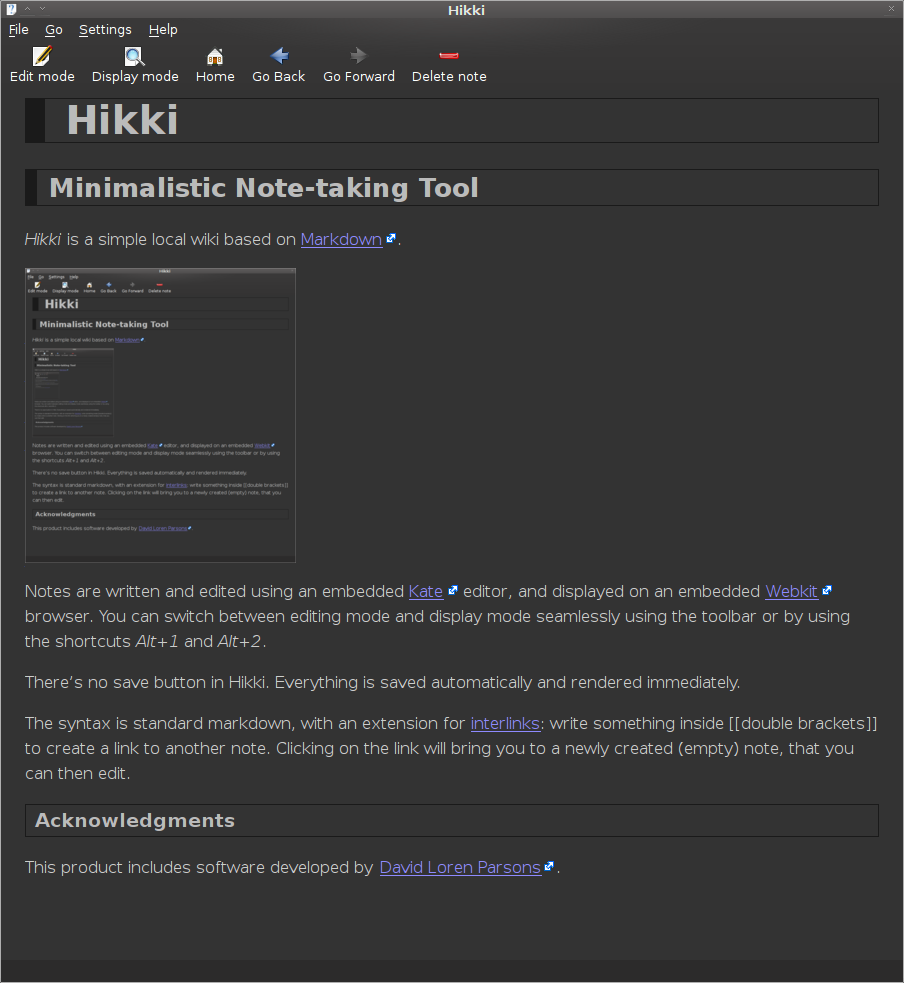 Hikki
File Go Settings Help
Edit mode Display mode Home Go Back Go Forward Delete note
Hikki
Minimalistic Note-taking Tool
Hikki is a simple local wiki based on Markdown.
Hikki
File Go Settings Help
Edit mode Display mode Home Go Back Go Forward Delete note
Hikki
Minimalistic Note-taking Tool
Hikki is a simple local wiki based on Markdown.
Hikki
Minimalistic Note-taking Tool
Notes are written and edited using an embedded Kate editor, and displayed on an embedded Webkit
browser. You can switch between editing mode and display mode seamlessly using the toolbar or by using
the shortcuts Alt+1 and Alt+2.
There's no save button in Hikki. Everything is saved automatically and rendered immediately.
The syntax is standard markdown, with an extension for interlinks: write something inside [[double brackets]]
to create a link to another note. Clicking on the link will bring you to a newly created (empty) note, that you
can then edit.
Acknowledgments
This product includes software developed by David Loren Parsons.
Notes are written and edited using an embedded Kate editor, and displayed on an embedded Webkit
browser. You can switch between editing mode and display mode seamlessly using the toolbar or by using
the shortcuts Alt+1 and Alt+2.
There's no save button in Hikki. Everything is saved automatically and rendered immediately.
The syntax is standard markdown, with an extension for interlinks: write something inside [[double brackets]]
to create a link to another note. Clicking on the link will bring you to a newly created (empty) note, that you
can then edit.
Acknowledgments
This product includes software developed by David Loren Parsons.